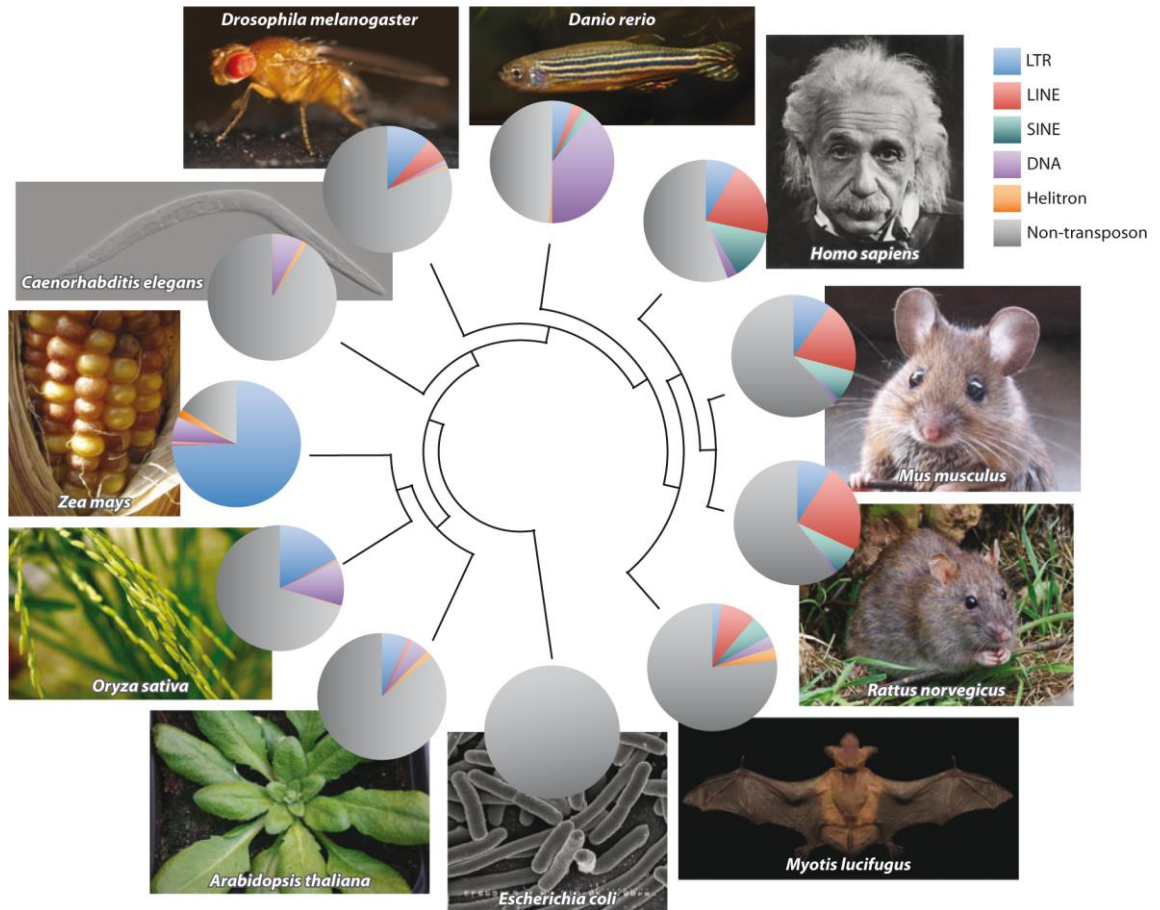 Drosophila melanogaster
Danio rerio
LTR
LINE
SINE
DNA
Helitron
Non-transposon
Homo sapiens
Caenorhabditis elegans
Mus musculus
Zea mays
Rattus norvegicus
Oryza sativa
Myotis lucifugus
Arabidopsis thaliana
Escherichia coli